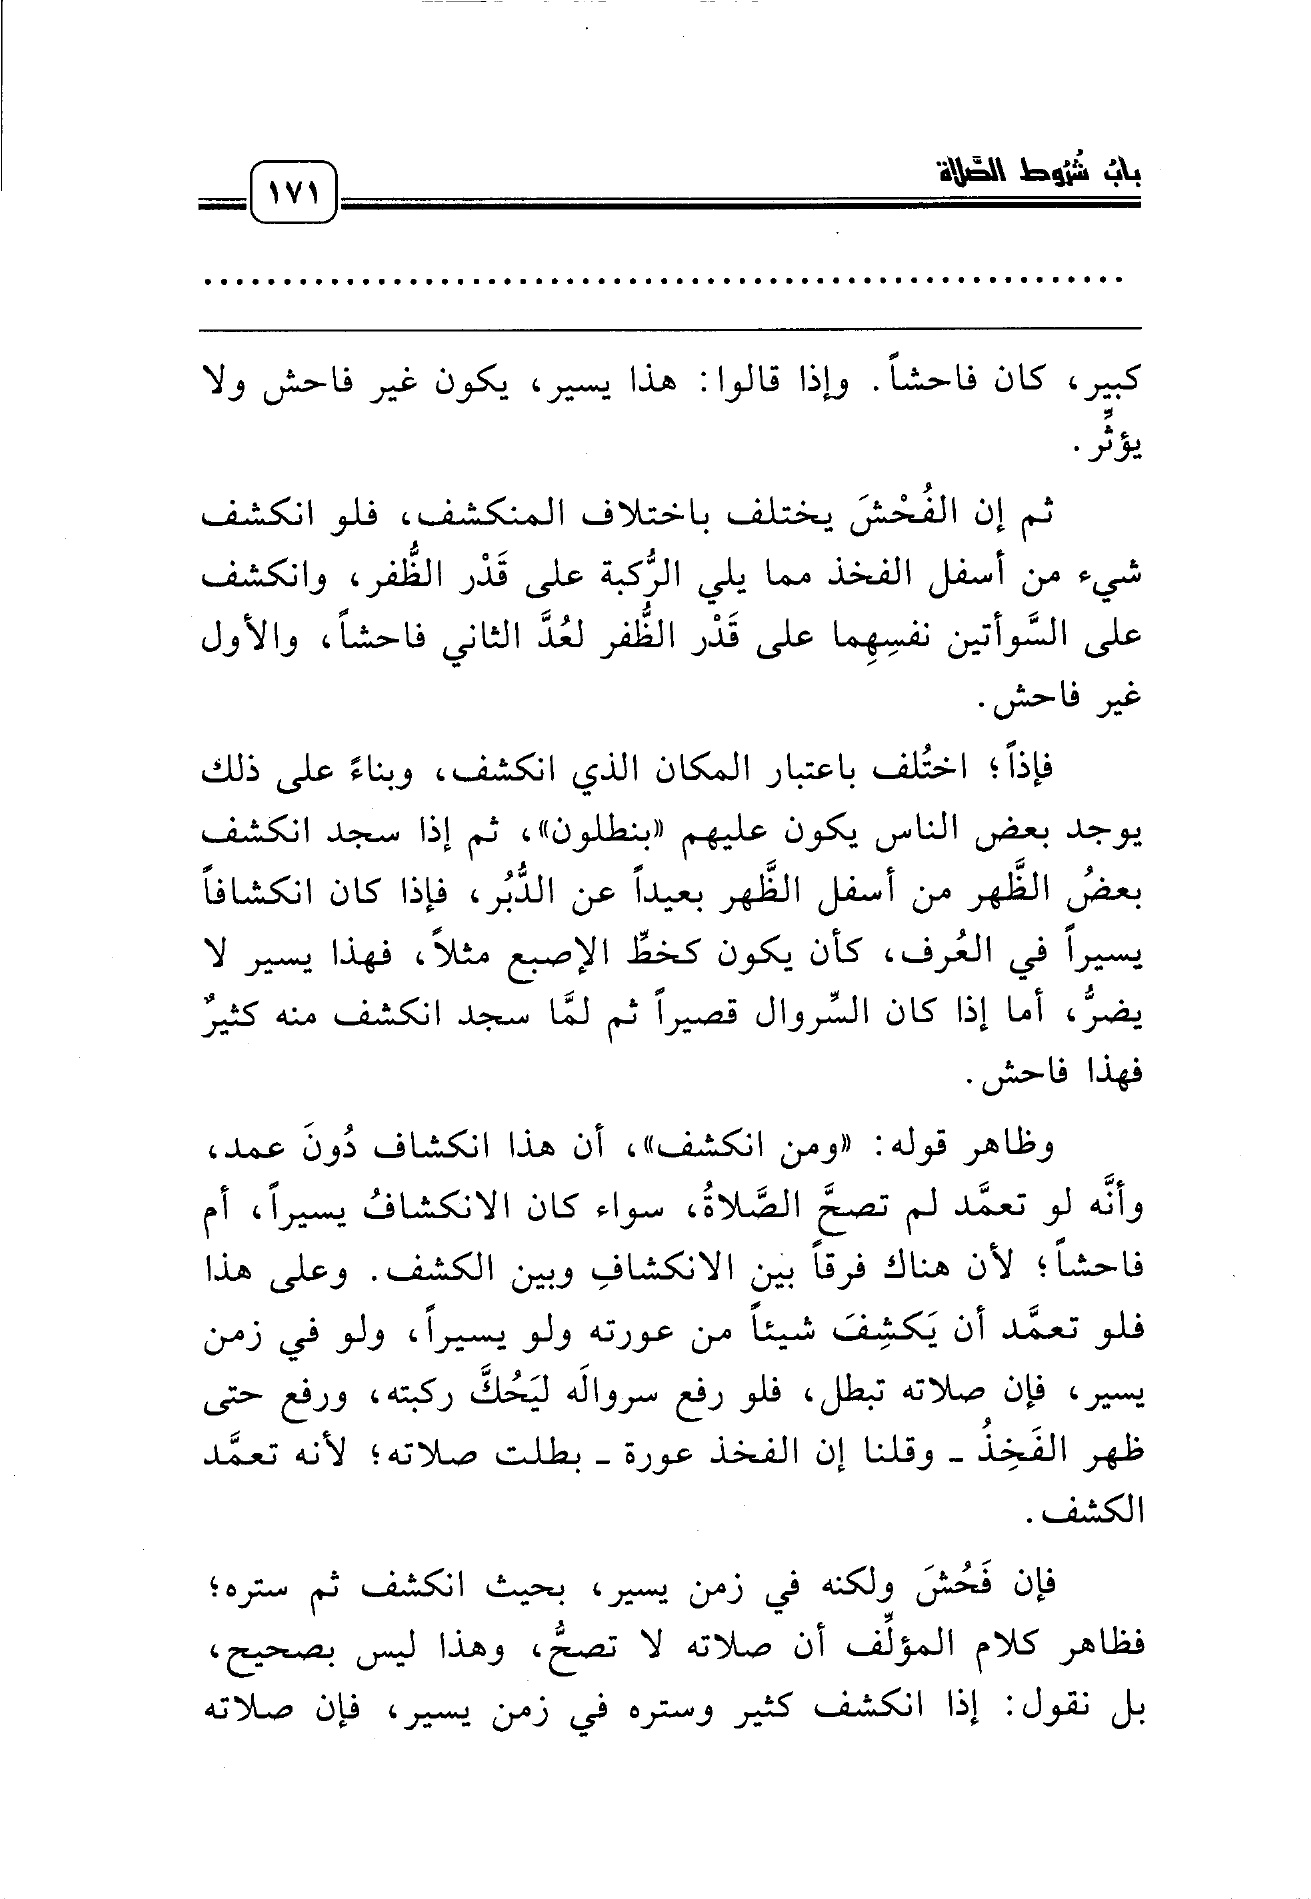 بابُ شُرُوط الصَّلاة
١٧١
كبير، كان فاحشاً. وإذا قالوا: هذا يسير، يكون غير فاحش ولا
يؤثِّر.
ثم إن الفُحْشَ يختلف باختلاف المنكشف، فلو انكشف
شيء من أسفل الفخذ مما يلي الرُّكبة على قَدْر الظُّفر، وانكشف
على السَّوأتين نفسِهِما على قَدْر الظُّفر لعُدَّ الثاني فاحشاً، والأول
غير فاحش.
فإذاً؛ اختُلف باعتبار المكان الذي انكشف، وبناءً على ذلك
يوجد بعض الناس يكون عليهم «بنطلون»، ثم إذا سجد انكشف
بعضُ الظَّهر من أسفل الظَّهر بعيداً عن الدُّبُر، فإذا كان انكشافاً
يسيراً في العُرف، كأن يكون كخطِّ الإصبع مثلاً، فهذا يسير لا
يضرُّ، أما إذا كان السِّروال قصيراً ثم لمَّا سجد انكشف منه كثيرٌ
فهذا فاحش.
وظاهر قوله: «ومن انكشف»، أن هذا انكشاف دُونَ عمد،
وأنَّه لو تعمَّد لم تصحَّ الصَّلاةُ، سواء كان الانكشافُ يسيراً، أم
فاحشاً؛ لأن هناك فرقاً بين الانكشافِ وبين الكشف. وعلى هذا
فلو تعمَّد أن يَكشِفَ شيئاً من عورته ولو يسيراً، ولو في زمن
يسير، فإن صلاته تبطل، فلو رفع سروالَه ليَحُكَّ ركبته، ورفع حتى
ظهر الفَخِذُ ـ وقلنا إن الفخذ عورة ـ بطلت صلاته؛ لأنه تعمَّد
الكشف.
فإن فَحُشَ ولكنه في زمن يسير، بحيث انكشف ثم ستره؛
فظاهر كلام المؤلِّف أن صلاته لا تصحُّ، وهذا ليس بصحيح،
بل نقول: إذا انكشف كثير وستره في زمن يسير، فإن صلاته